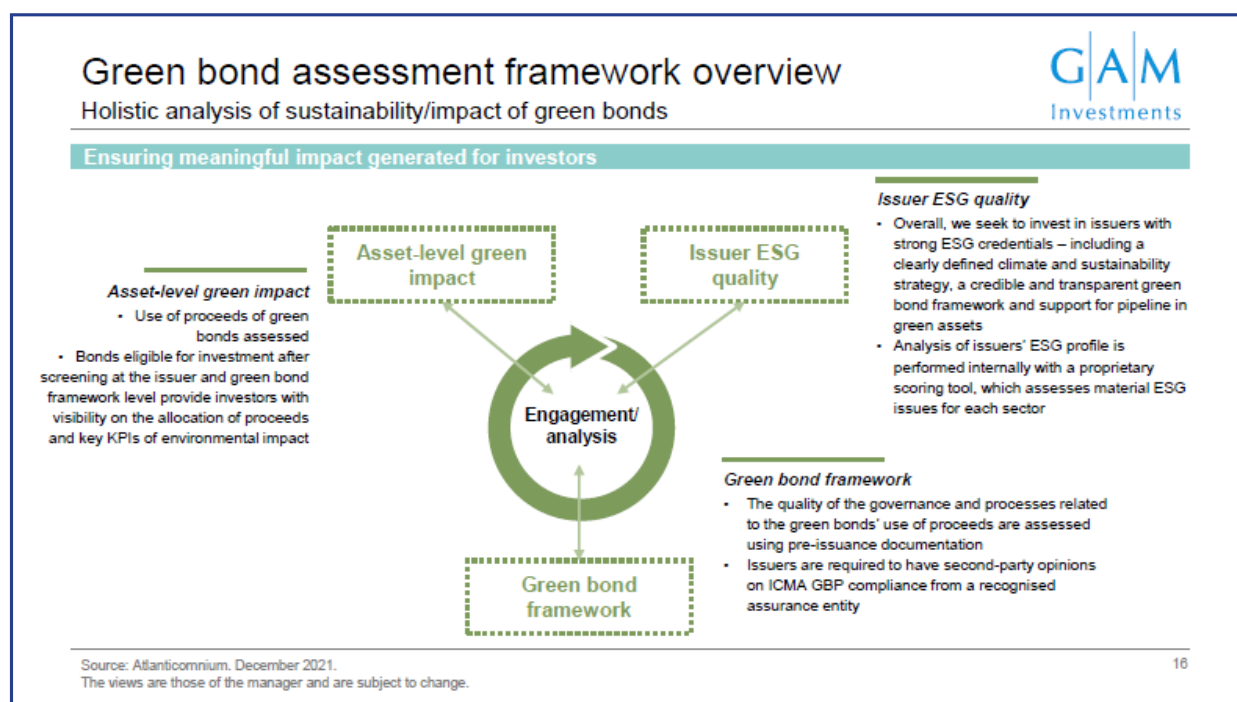 Green bond assessment framework overview
Holistic analysis of sustainability/impact of green bonds
G|A|M
Investments
Ensuring meaningful impact generated for investors
Asset-level green
impact
Issuer ESG
quality
Engagement/
analysis
Green bond
framework
Asset-level green impact
• Use of proceeds of green
bonds assessed
• Bonds eligible for investment after
screening at the issuer and green bond
framework level provide investors with
visibility on the allocation of proceeds
and key KPIs of environmental impact
Issuer ESG quality
• Overall, we seek to invest in issuers with
strong ESG credentials – including a
clearly defined climate and sustainability
strategy, a credible and transparent green
bond framework and support for pipeline in
green assets
• Analysis of issuers' ESG profile is
performed internally with a proprietary
scoring tool, which assesses material ESG
issues for each sector
Green bond framework
• The quality of the governance and processes related
to the green bonds' use of proceeds are assessed
using pre-issuance documentation
• Issuers are required to have second-party opinions
on ICMA GBP compliance from a recognised
assurance entity
Source: Atlanticomnium. December 2021.
The views are those of the manager and are subject to change.
16